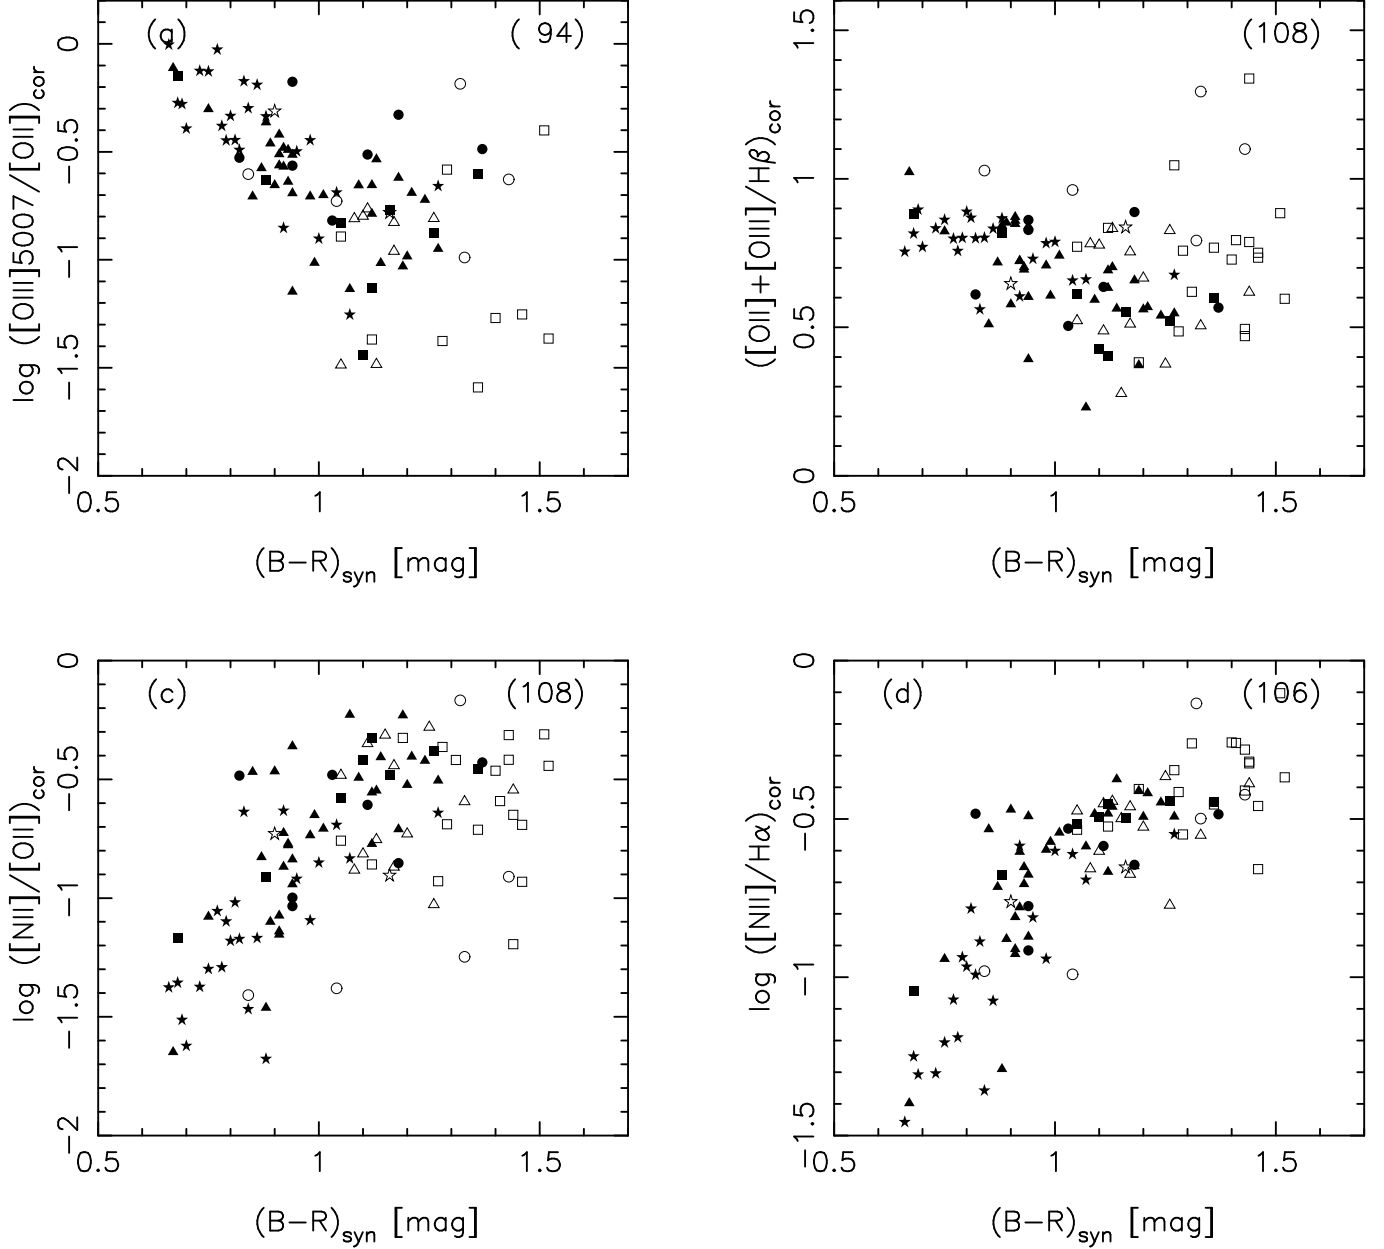 (a)
( 94)
log ([OIII]5007/[OII])cor
0
−0.5
−1
−1.5
−2
0.5 1 1.5
(B−R)syn [mag]
(108)
([OII]+[OIII]/Hβ)cor
1.5
1
0.5
0
0.5 1 1.5
(B−R)syn [mag]
(c)
(108)
log ([NII]/[OII])cor
0
−0.5
−1
−1.5
−2
0.5 1 1.5
(B−R)syn [mag]
(d)
(106)
log ([NII]/Hα)cor
0
−0.5
−1
−1.5
0.5 1 1.5
(B−R)syn [mag]